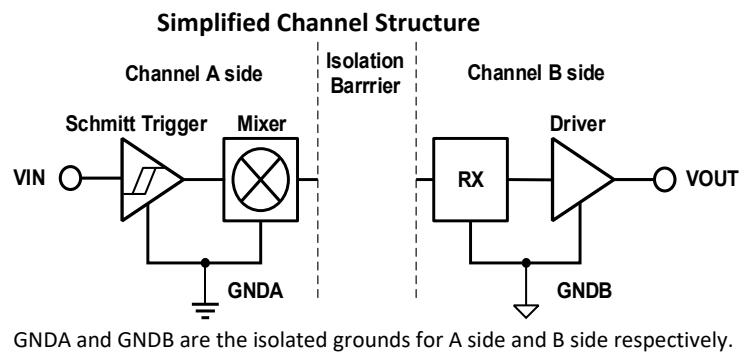 Simplified Channel Structure
Isolation
Barrrier
Channel A side
Channel B side
Schmitt Trigger
Mixer
Driver
VIN
RX
VOUT
GNDA
GNDB
GNDA and GNDB are the isolated grounds for A side and B side respectively.